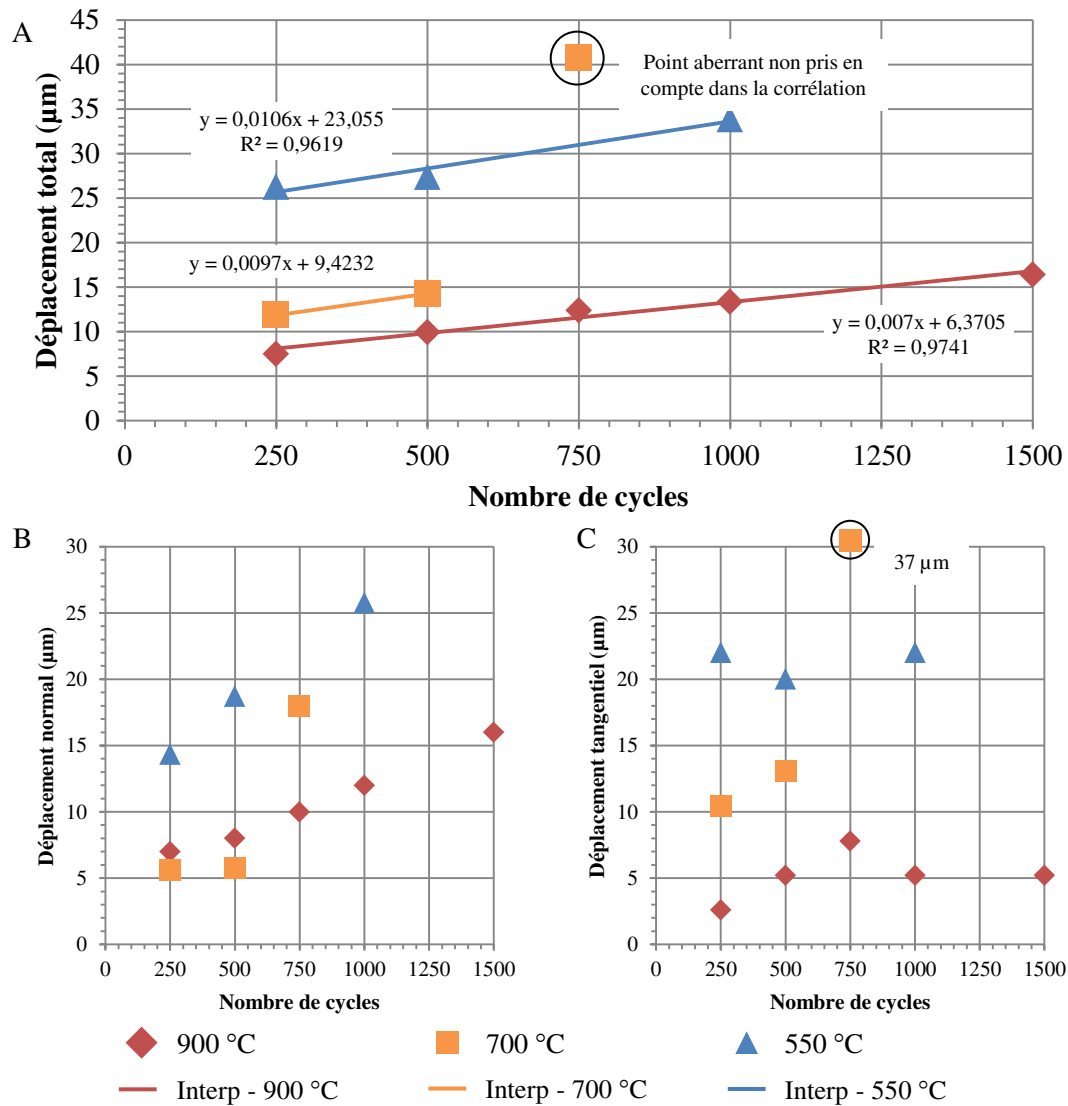 A
Déplacement total (µm)
45
40
35
30
25
20
15
10
5
0
Point aberrant non pris en
compte dans la corrélation
y = 0,0106x + 23,055
R² = 0,9619
y = 0,0097x + 9,4232
y = 0,007x + 6,3705
R² = 0,9741
0 250 500 750 1000 1250 1500
Nombre de cycles
B
Déplacement normal (µm)
30
25
20
15
10
5
0
0 250 500 750 1000 1250 1500
Nombre de cycles
C
Déplacement tangentiel (µm)
30
25
20
15
10
5
0
37 µm
0 250 500 750 1000 1250 1500
Nombre de cycles
900 °C 700 °C 550 °C
Interp - 900 °C Interp - 700 °C Interp - 550 °C